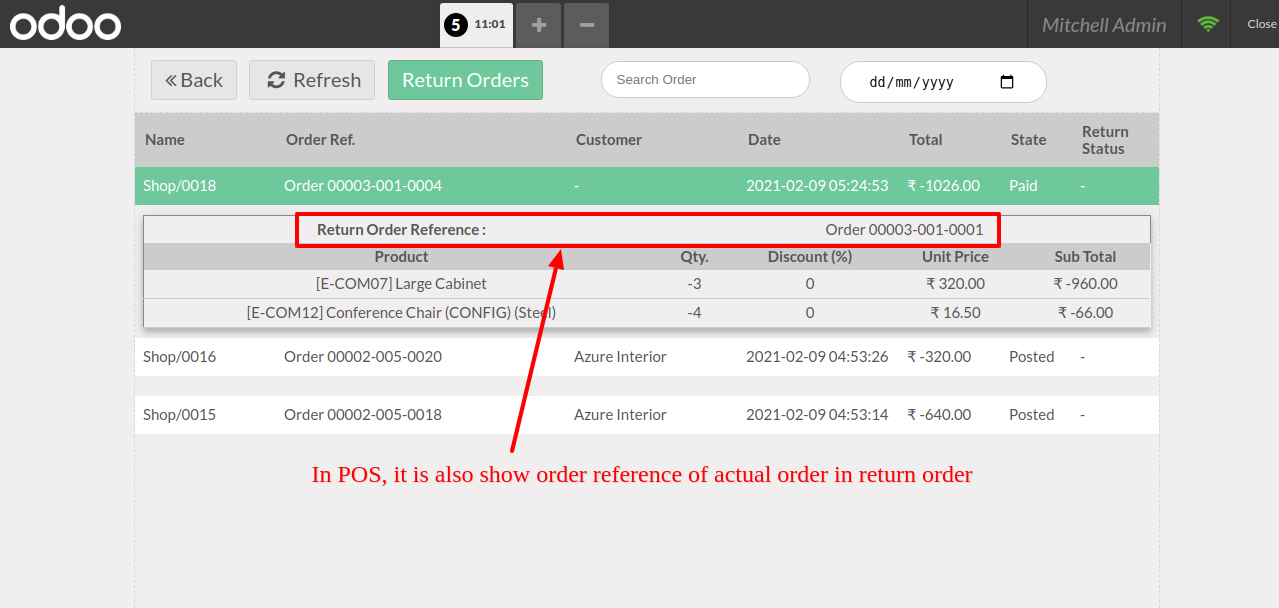 odoo 5 11:01 + − Mitchell Admin Close
« Back Refresh Return Orders Search Order dd/mm/yyyy
Name Order Ref. Customer Date Total State Return Status
Shop/0018 Order 00003-001-0004 - 2021-02-09 05:24:53 ₹ -1026.00 Paid -
Return Order Reference : Order 00003-001-0001
Product Qty. Discount (%) Unit Price Sub Total
[E-COM07] Large Cabinet -3 0 ₹ 320.00 ₹ -960.00
[E-COM12] Conference Chair (CONFIG) (Steel) -4 0 ₹ 16.50 ₹ -66.00
Shop/0016 Order 00002-005-0020 Azure Interior 2021-02-09 04:53:26 ₹ -320.00 Posted -
Shop/0015 Order 00002-005-0018 Azure Interior 2021-02-09 04:53:14 ₹ -640.00 Posted -
In POS, it is also show order reference of actual order in return order